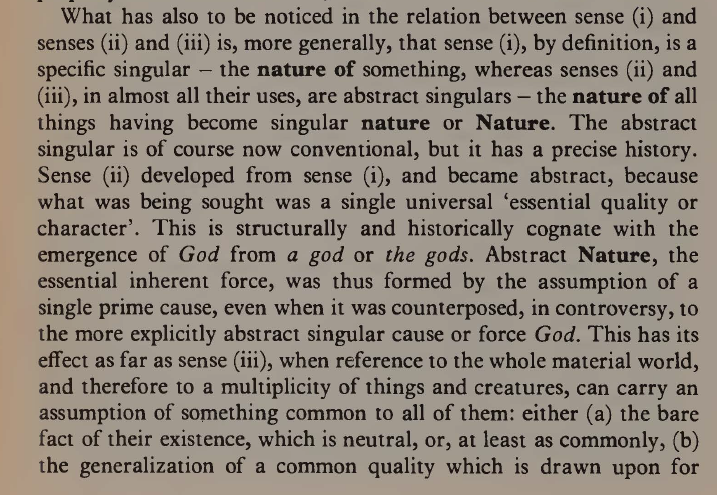 What has also to be noticed in the relation between sense (i) and
senses (ii) and (iii) is, more generally, that sense (i), by definition, is a
specific singular – the nature of something, whereas senses (ii) and
(iii), in almost all their uses, are abstract singulars – the nature of all
things having become singular nature or Nature. The abstract
singular is of course now conventional, but it has a precise history.
Sense (ii) developed from sense (i), and became abstract, because
what was being sought was a single universal ‘essential quality or
character’. This is structurally and historically cognate with the
emergence of God from a god or the gods. Abstract Nature, the
essential inherent force, was thus formed by the assumption of a
single prime cause, even when it was counterposed, in controversy, to
the more explicitly abstract singular cause or force God. This has its
effect as far as sense (iii), when reference to the whole material world,
and therefore to a multiplicity of things and creatures, can carry an
assumption of something common to all of them: either (a) the bare
fact of their existence, which is neutral, or, at least as commonly, (b)
the generalization of a common quality which is drawn upon for